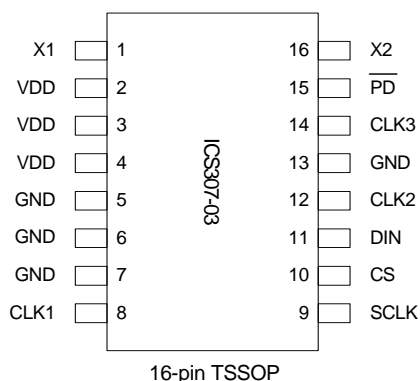 X1 1 16 X2
VDD 2 15 PD
VDD 3 14 CLK3
VDD 4 13 GND
GND 5 12 CLK2
GND 6 11 DIN
GND 7 10 CS
CLK1 8 9 SCLK
ICS307-03
16-pin TSSOP